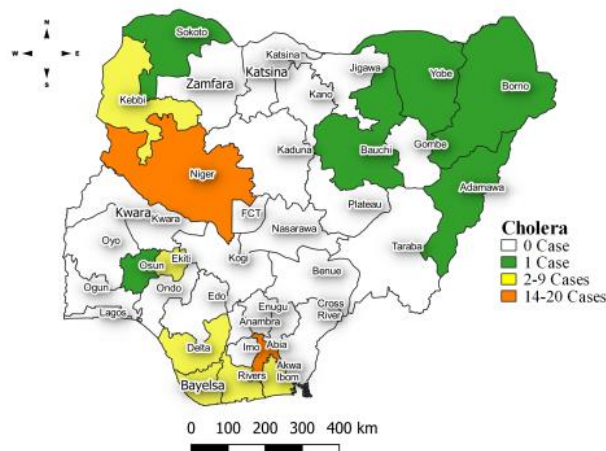 N
W E
S
Sokoto
Katsina
Katsina
Zamfara
Jigawa
Yobe
Borno
Kano
Kebbi
Kaduna
Bauchi
Gombe
Niger
Adamawa
Plateau
Kwara
Kwara
FCT
Nasarawa
Taraba
Oyo
Osun
Ekiti
Kogi
Benue
Ogun
Ondo
Edo
Lagos
Enugu
Anambra
Cross
River
Delta
Imo
Abia
Bayelsa
Rivers
Akwa
Ibom
Cholera
0 Case
1 Case
2-9 Cases
14-20 Cases
0 100 200 300 400 km